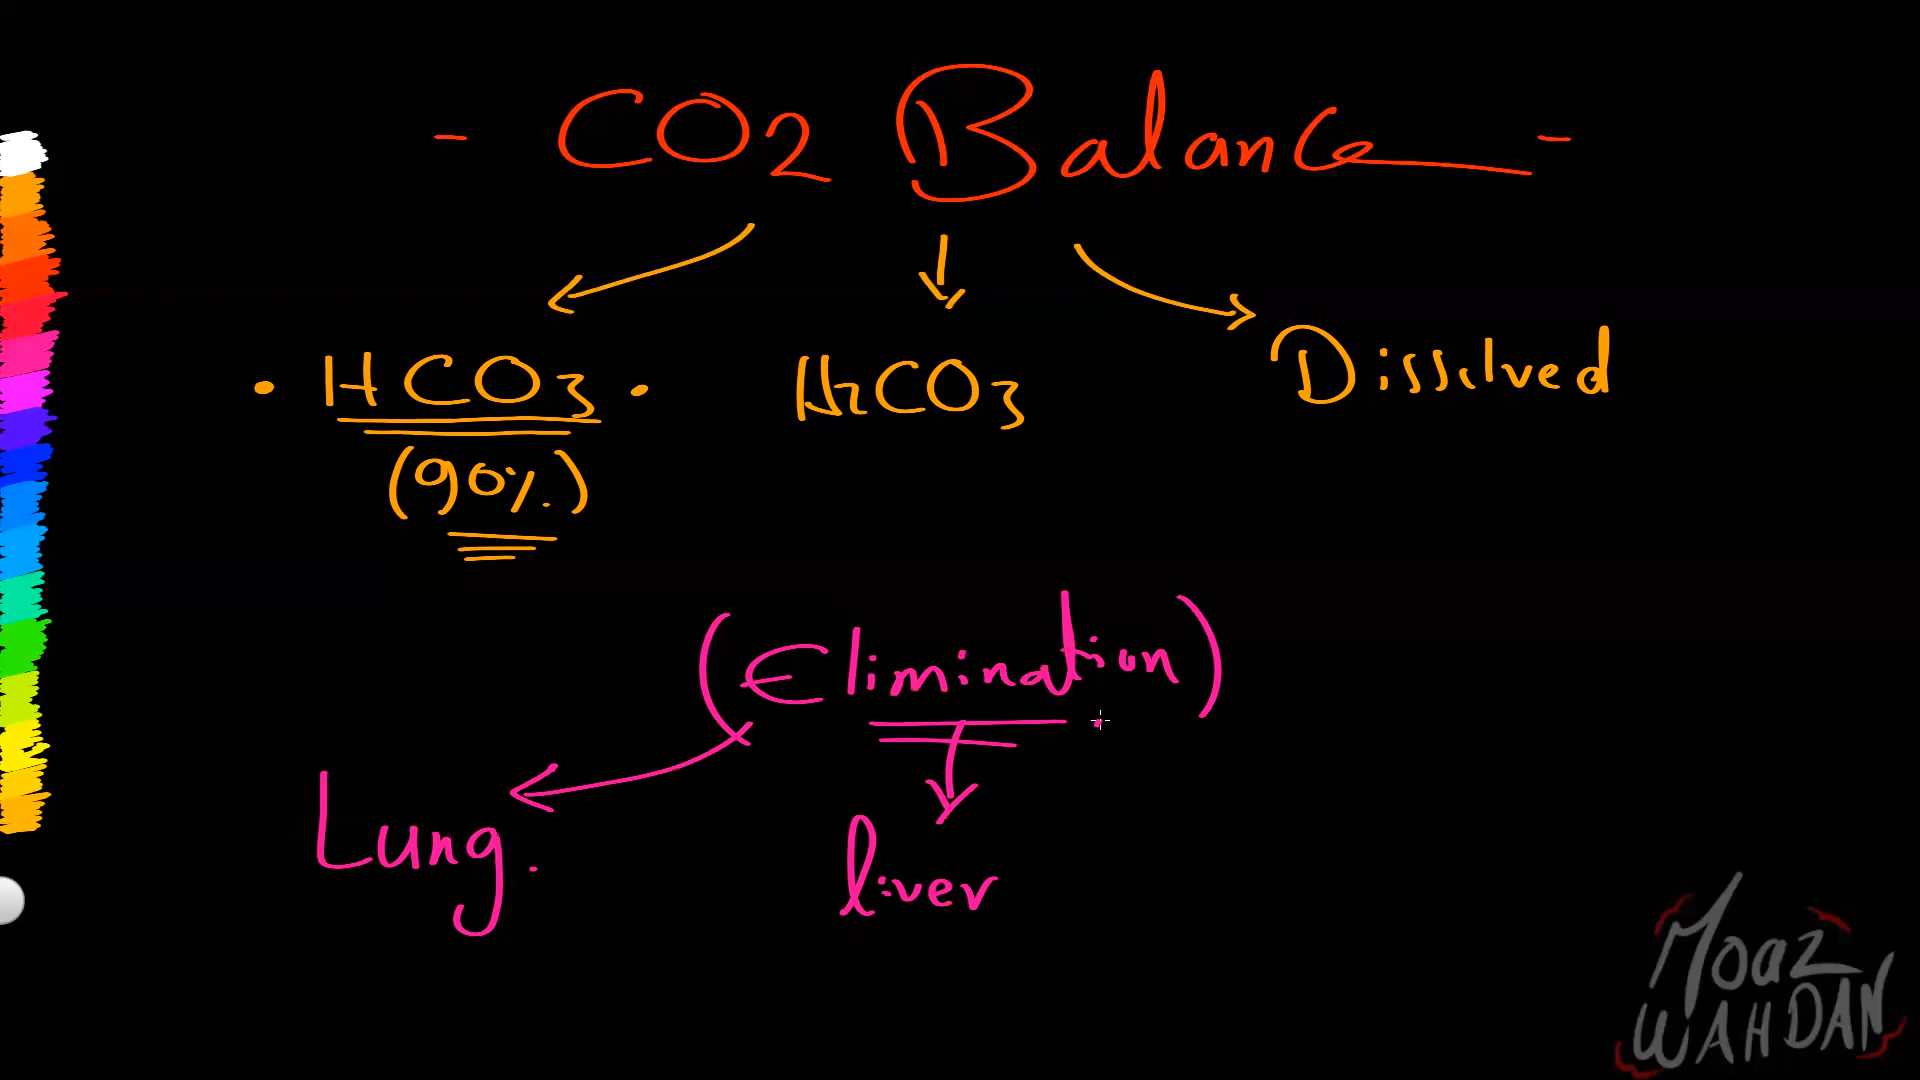 - CO2 Balance -
• HCO3 • H2CO3 Dissolved
(90%)
(Elimination)
Lung. liver
MOAZ
WAHDAN